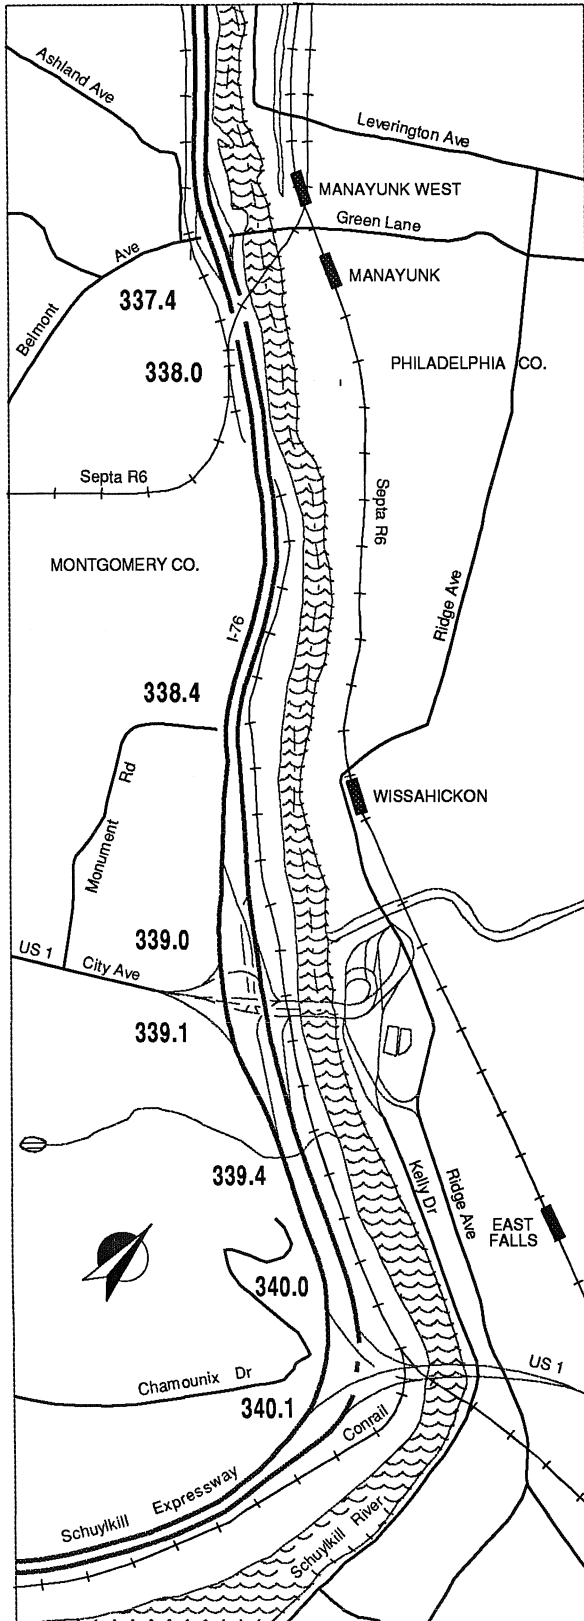 Ashland Ave
Leverington Ave
MANAYUNK WEST
Green Lane
Belmont Ave
MANAYUNK
337.4
338.0
PHILADELPHIA CO.
Septa R6
Septa R6
MONTGOMERY CO.
Ridge Ave
I-76
338.4
Monument Rd
WISSAHICKON
339.0
US 1
City Ave
339.1
339.4
Kelly Dr
Ridge Ave
EAST
FALLS
340.0
US 1
Chamounix Dr
340.1
Conrail
Schuylkill Expressway
Schuylkill River